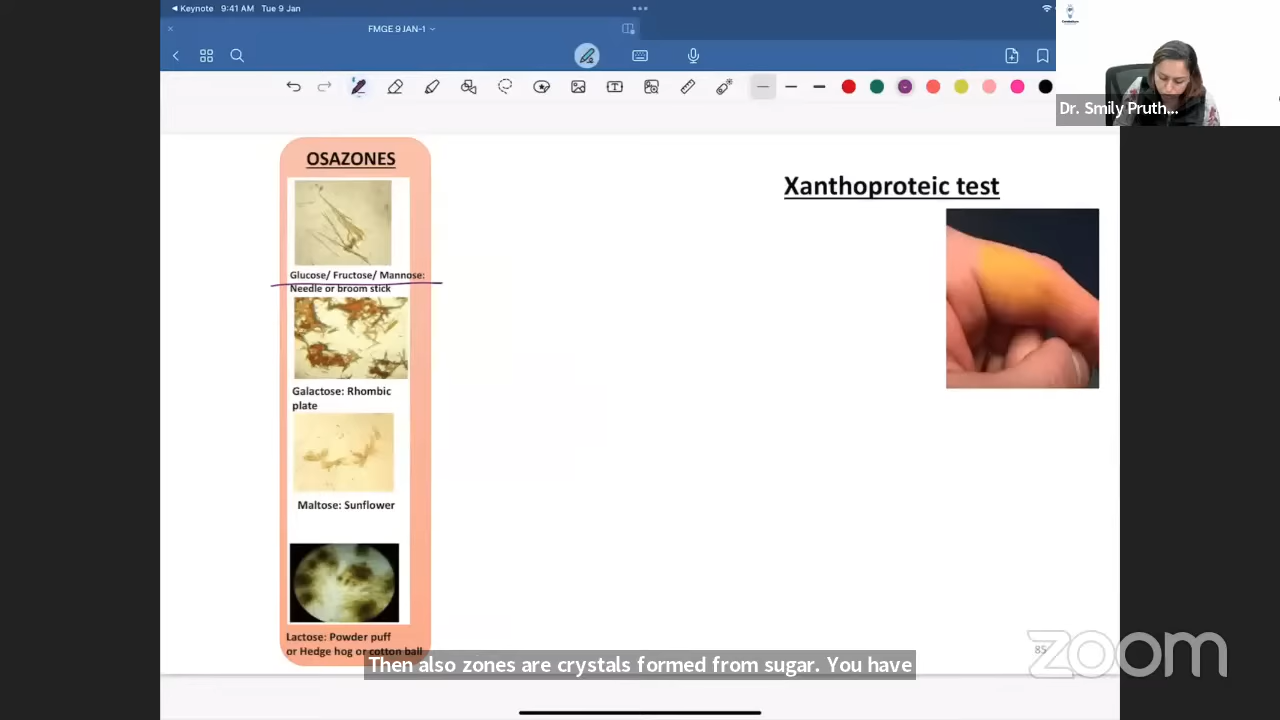 Keynote 9:41 AM Tue 9 Jan
FMGE 9 JAN-1
Dr. Smily Pruth...
OSAZONES
Glucose/ Fructose/ Mannose:
Needle or broom stick
Galactose: Rhombic
plate
Maltose: Sunflower
Lactose: Powder puff
or Hedge hog or cotton ball
Xanthoproteic test
85
zoom
Then also zones are crystals formed from sugar. You have